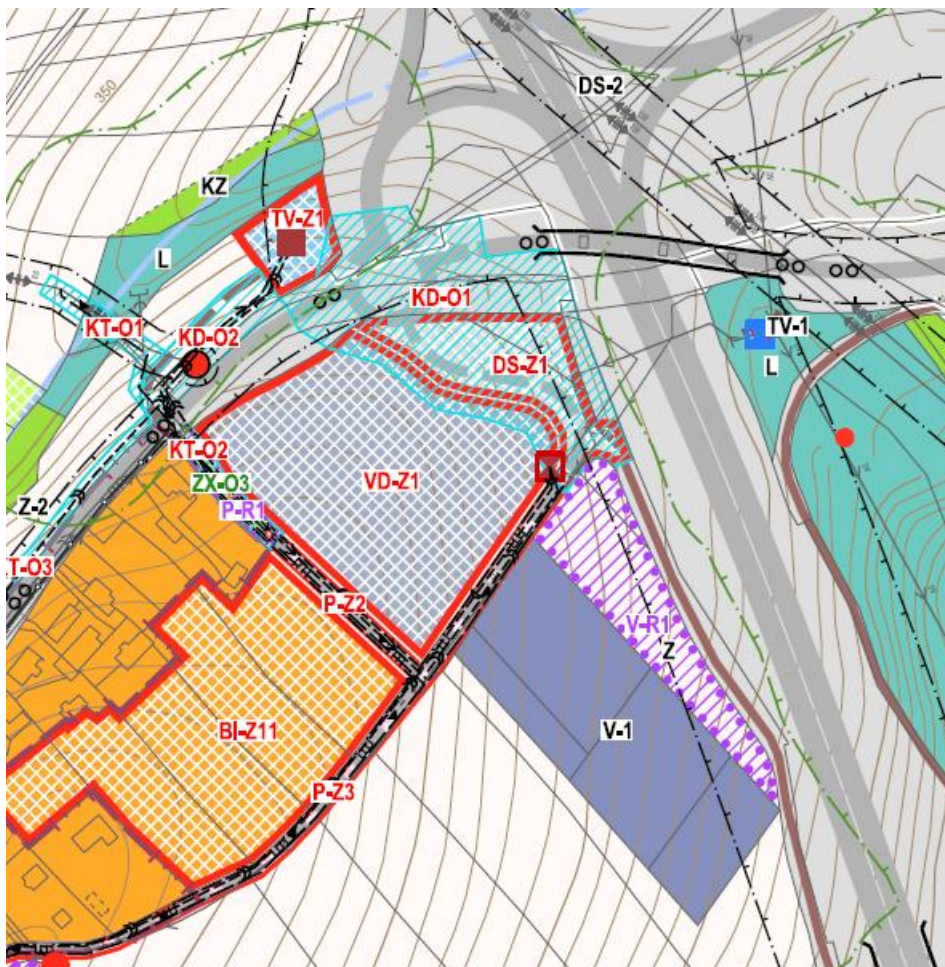 DS-2
350
KZ
TV-Z1
L
KD-O1
KT-O1
KD-O2
TV-1
L
DS-Z1
KT-O2
ZX-O3
VD-Z1
P-R1
Z-2
T-O3
P-Z2
V-R1
Z
V-1
BI-Z11
P-Z3